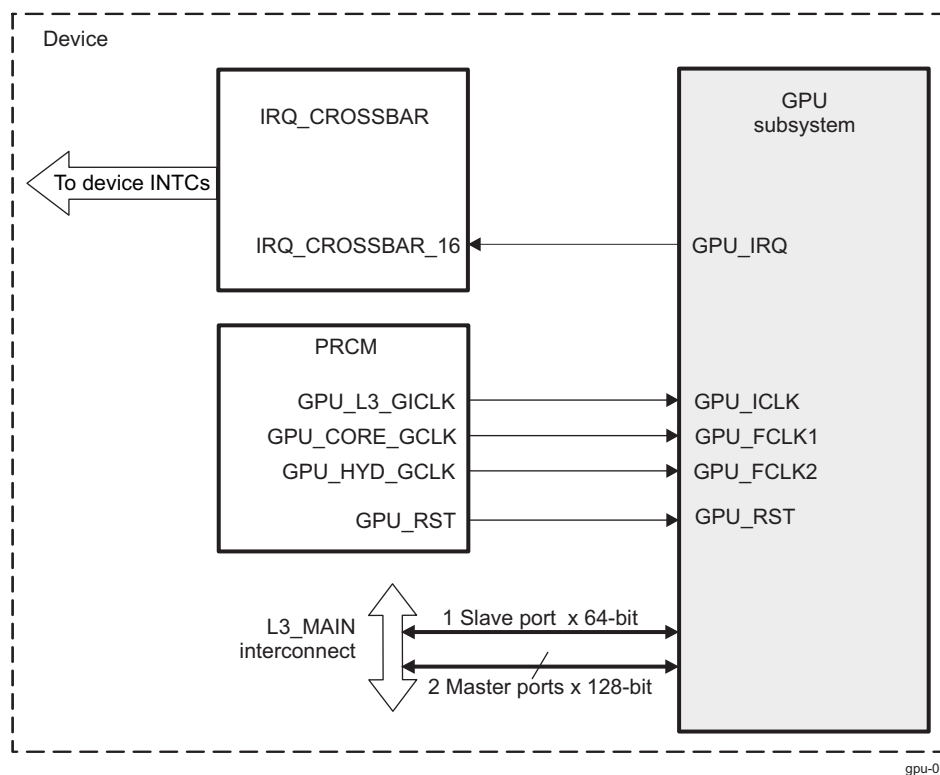 Device
IRQ_CROSSBAR
GPU
subsystem
To device INTCs
IRQ_CROSSBAR_16
GPU_IRQ
PRCM
GPU_L3_GICLK
GPU_ICLK
GPU_CORE_GCLK
GPU_FCLK1
GPU_HYD_GCLK
GPU_FCLK2
GPU_RST
GPU_RST
L3_MAIN
interconnect
1 Slave port x 64-bit
2 Master ports x 128-bit
gpu-0